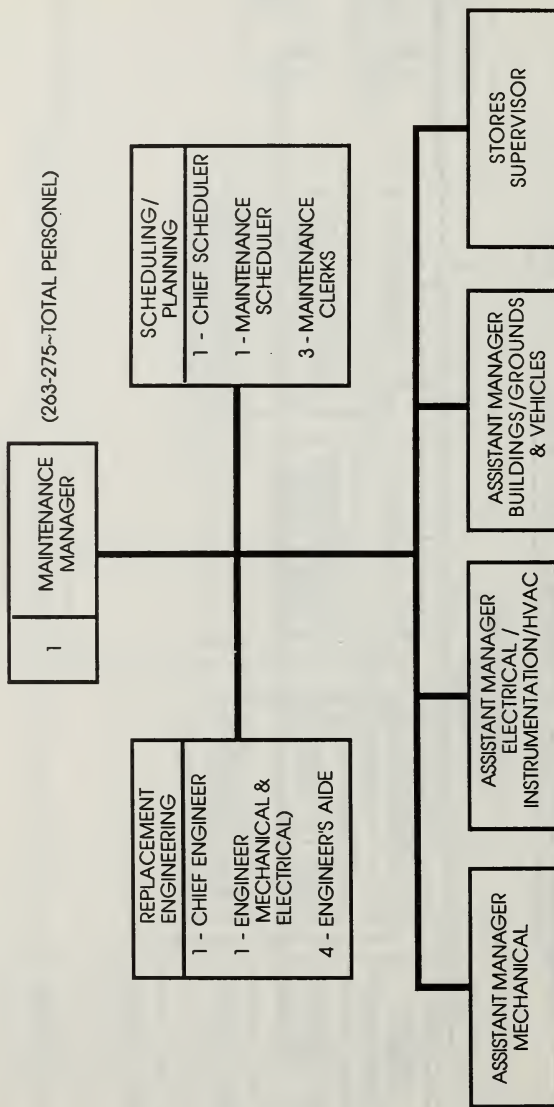 1
MAINTENANCE
MANAGER
(263-275~TOTAL PERSONEL)
REPLACEMENT
ENGINEERING
1 - CHIEF ENGINEER
1 - ENGINEER
MECHANICAL &
ELECTRICAL)
4 - ENGINEER'S AIDE
SCHEDULING/
PLANNING
1 - CHIEF SCHEDULER
1 - MAINTENANCE
SCHEDULER
3 - MAINTENANCE
CLERKS
ASSISTANT MANAGER
MECHANICAL
ASSISTANT MANAGER
ELECTRICAL /
INSTRUMENTATION/HVAC
ASSISTANT MANAGER
BUILDINGS/GROUNDS
& VEHICLES
STORES
SUPERVISOR